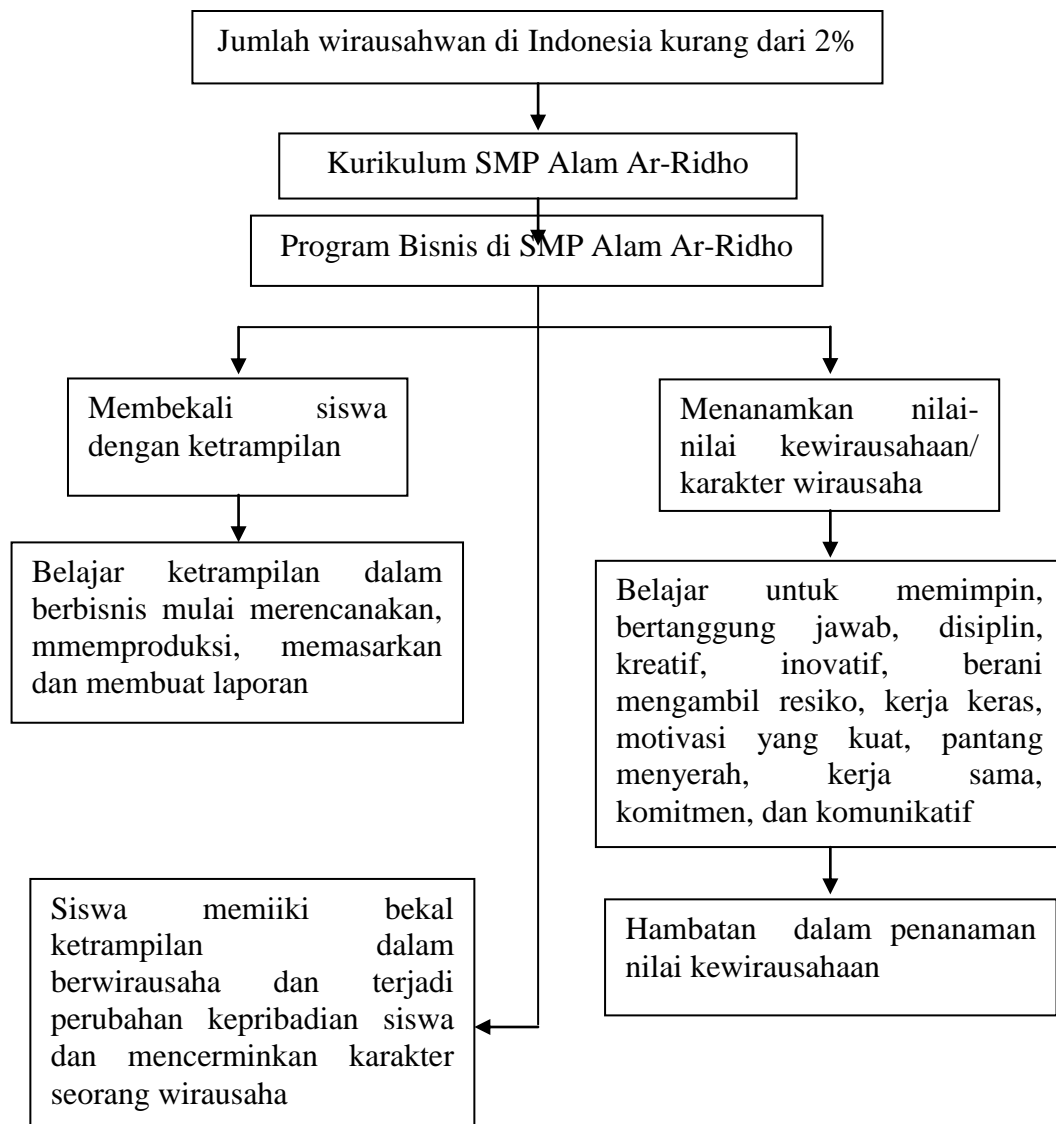 Jumlah wirausahwan di Indonesia kurang dari 2%
Kurikulum SMP Alam Ar-Ridho
Program Bisnis di SMP Alam Ar-Ridho
Membekali siswa
dengan ketrampilan
Menanamkan nilai-
nilai kewirausahaan/
karakter wirausaha
Belajar ketrampilan dalam
berbisnis mulai merencanakan,
mmemproduksi, memasarkan
dan membuat laporan
Belajar untuk memimpin,
bertanggung jawab, disiplin,
kreatif, inovatif, berani
mengambil resiko, kerja keras,
motivasi yang kuat, pantang
menyerah, kerja sama,
komitmen, dan komunikatif
Siswa memiiki bekal
ketrampilan dalam
berwirausaha dan terjadi
perubahan kepribadian siswa
dan mencerminkan karakter
seorang wirausaha
Hambatan dalam penanaman
nilai kewirausahaan